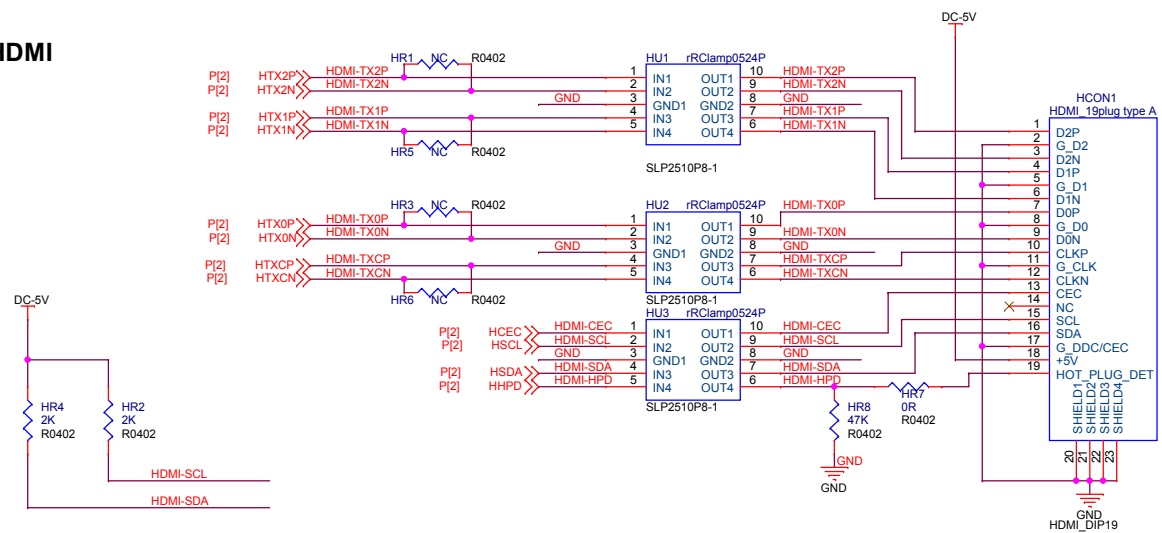 HDMI
DC-5V
HR1 NC R0402
HU1 rRClamp0524P
P[2] HTX2P HDMI-TX2P 1 IN1 OUT1 10 HDMI-TX2P
P[2] HTX2N HDMI-TX2N 2 IN2 OUT2 9 HDMI-TX2N
GND 3 GND1 GND2 8 GND
P[2] HTX1P HDMI-TX1P 4 IN3 OUT3 7 HDMI-TX1P
P[2] HTX1N HDMI-TX1N 5 IN4 OUT4 6 HDMI-TX1N
HR5 NC R0402
SLP2510P8-1
HR3 NC R0402
HU2 rRClamp0524P
P[2] HTX0P HDMI-TX0P 1 IN1 OUT1 10 HDMI-TX0P
P[2] HTX0N HDMI-TX0N 2 IN2 OUT2 9 HDMI-TX0N
GND 3 GND1 GND2 8 GND
P[2] HTXCP HDMI-TXCP 4 IN3 OUT3 7 HDMI-TXCP
P[2] HTXCN HDMI-TXCN 5 IN4 OUT4 6 HDMI-TXCN
HR6 NC R0402
SLP2510P8-1
HU3 rRClamp0524P
P[2] HCEC HDMI-CEC 1 IN1 OUT1 10 HDMI-CEC
P[2] HSCL HDMI-SCL 2 IN2 OUT2 9 HDMI-SCL
GND 3 GND1 GND2 8 GND
P[2] HSDA HDMI-SDA 4 IN3 OUT3 7 HDMI-SDA
P[2] HHPD HDMI-HPD 5 IN4 OUT4 6 HDMI-HPD
SLP2510P8-1
HR7
0R
R0402
HR8
47K
R0402
GND
GND
HCON1
HDMI_19plug type A
1 D2P
2 G_D2
3 D2N
4 D1P
5 G_D1
6 D1N
7 D0P
8 G_D0
9 D0N
10 CLKP
11 G_CLK
12 CLKN
13 CEC
14 NC
15 SCL
16 SDA
17 G_DDC/CEC
18 +5V
19 HOT_PLUG_DET
SHIELD1 20
SHIELD2 21
SHIELD3 22
SHIELD4 23
GND
HDMI_DIP19
DC-5V
HR4
2K
R0402
HR2
2K
R0402
HDMI-SCL
HDMI-SDA